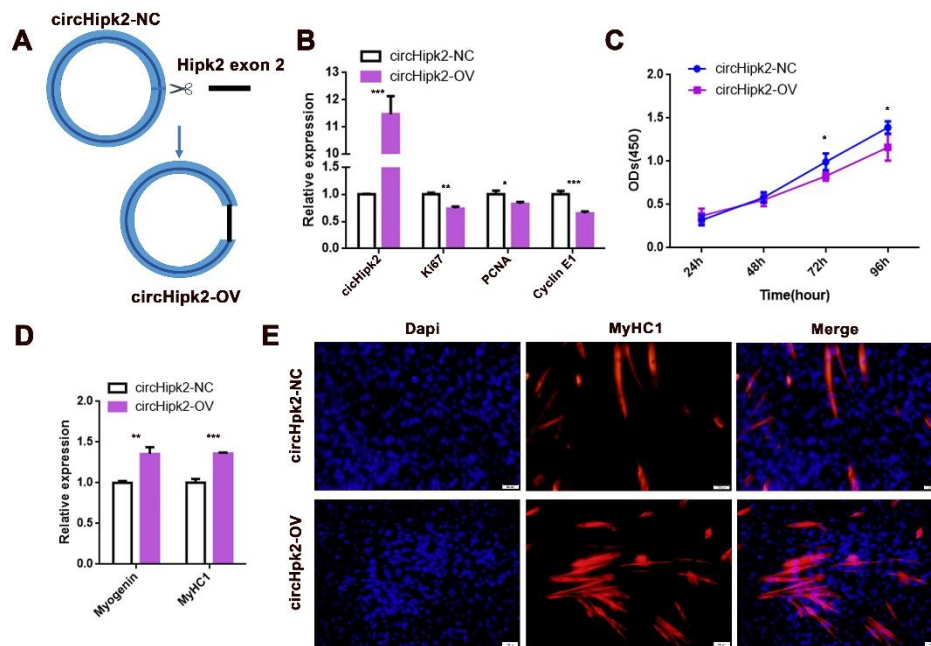 A
circHipk2-NC
Hipk2 exon 2
circHipk2-OV
B
circHipk2-NC
circHipk2-OV
Relative expression
13
12
11
10
1.0
0.5
0.0
***
**
*
***
cicHipk2
Ki67
PCNA
Cyclin E1
C
circHipk2-NC
circHipk2-OV
ODs(450)
2.0
1.5
1.0
0.5
0.0
*
*
24h
48h
72h
96h
Time(hour)
D
circHipk2-NC
circHipk2-OV
Relative expression
2.0
1.5
1.0
0.5
0.0
**
***
Myogenin
MyHC1
E
Dapi
MyHC1
Merge
circHpk2-NC
circHpk2-OV